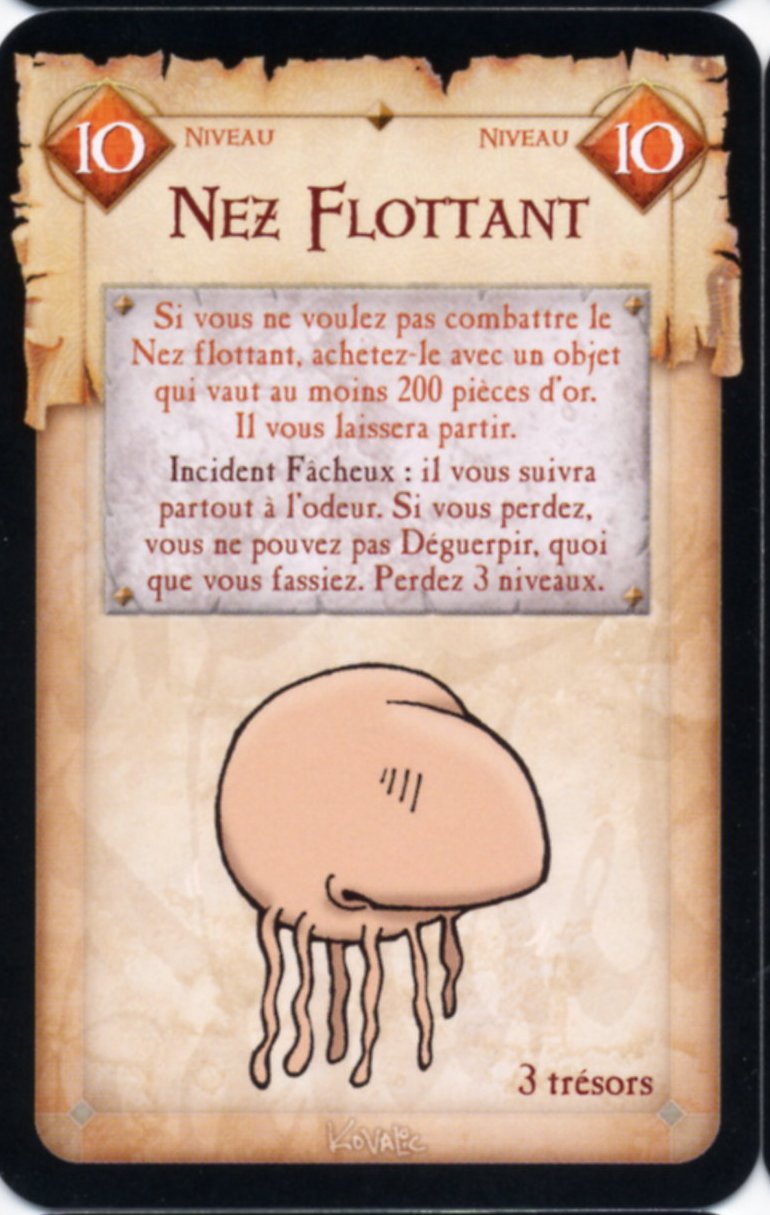 10 Niveau Niveau 10
Nez Flottant
Si vous ne voulez pas combattre le
Nez flottant, achetez-le avec un objet
qui vaut au moins 200 pièces d'or.
Il vous laissera partir.
Incident Fâcheux : il vous suivra
partout à l'odeur. Si vous perdez,
vous ne pouvez pas Déguerpir, quoi
que vous fassiez. Perdez 3 niveaux.
3 trésors
Kovalic